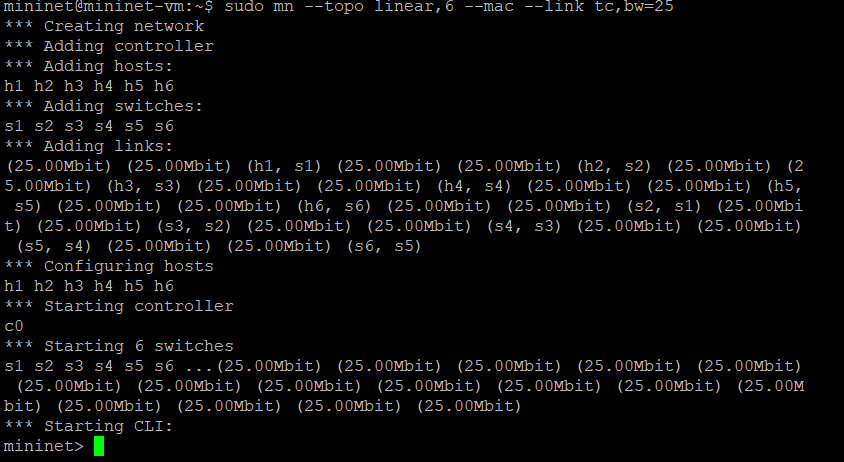 mininet@mininet-vm:~$ sudo mn --topo linear,6 --mac --link tc,bw=25
*** Creating network
*** Adding controller
*** Adding hosts:
h1 h2 h3 h4 h5 h6
*** Adding switches:
s1 s2 s3 s4 s5 s6
*** Adding links:
(25.00Mbit) (25.00Mbit) (h1, s1) (25.00Mbit) (25.00Mbit) (h2, s2) (25.00Mbit) (2
5.00Mbit) (h3, s3) (25.00Mbit) (25.00Mbit) (h4, s4) (25.00Mbit) (25.00Mbit) (h5,
 s5) (25.00Mbit) (25.00Mbit) (h6, s6) (25.00Mbit) (25.00Mbit) (s2, s1) (25.00Mbi
t) (25.00Mbit) (s3, s2) (25.00Mbit) (25.00Mbit) (s4, s3) (25.00Mbit) (25.00Mbit)
 (s5, s4) (25.00Mbit) (25.00Mbit) (s6, s5)
*** Configuring hosts
h1 h2 h3 h4 h5 h6
*** Starting controller
c0
*** Starting 6 switches
s1 s2 s3 s4 s5 s6 ...(25.00Mbit) (25.00Mbit) (25.00Mbit) (25.00Mbit) (25.00Mbit)
 (25.00Mbit) (25.00Mbit) (25.00Mbit) (25.00Mbit) (25.00Mbit) (25.00Mbit) (25.00M
bit) (25.00Mbit) (25.00Mbit) (25.00Mbit) (25.00Mbit)
*** Starting CLI:
mininet>